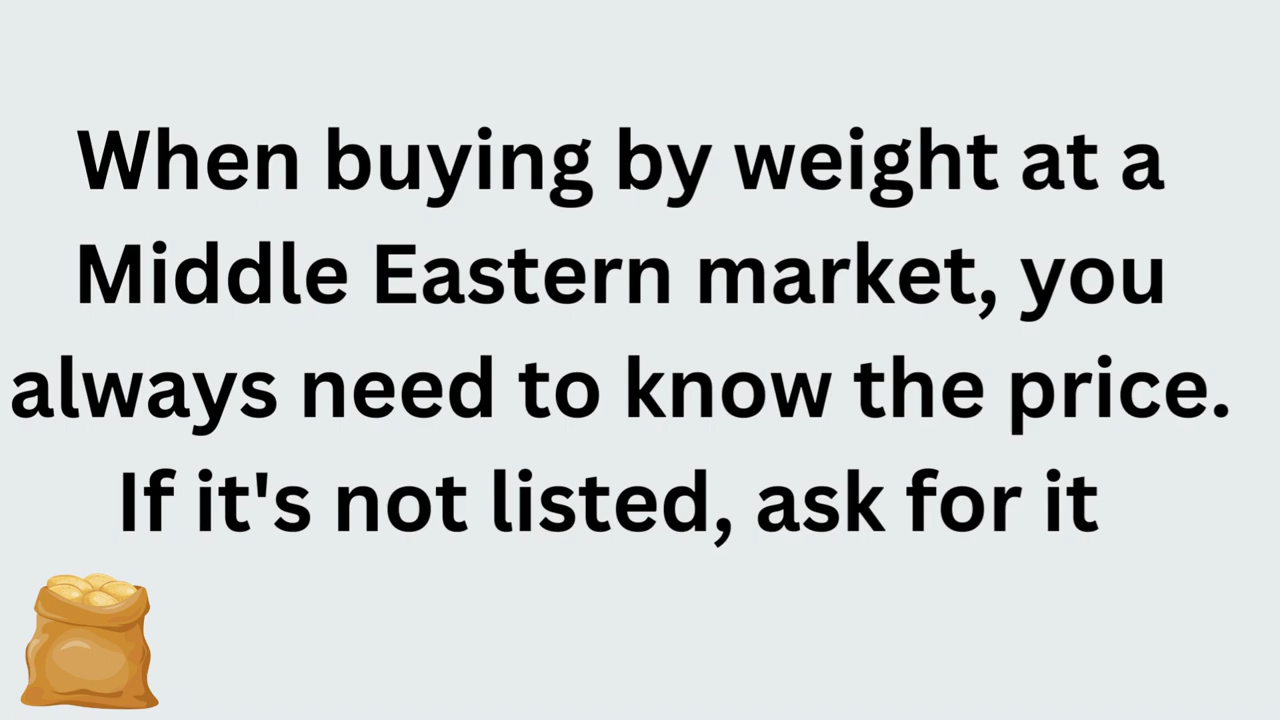 When buying by weight at a
Middle Eastern market, you
always need to know the price.
If it's not listed, ask for it